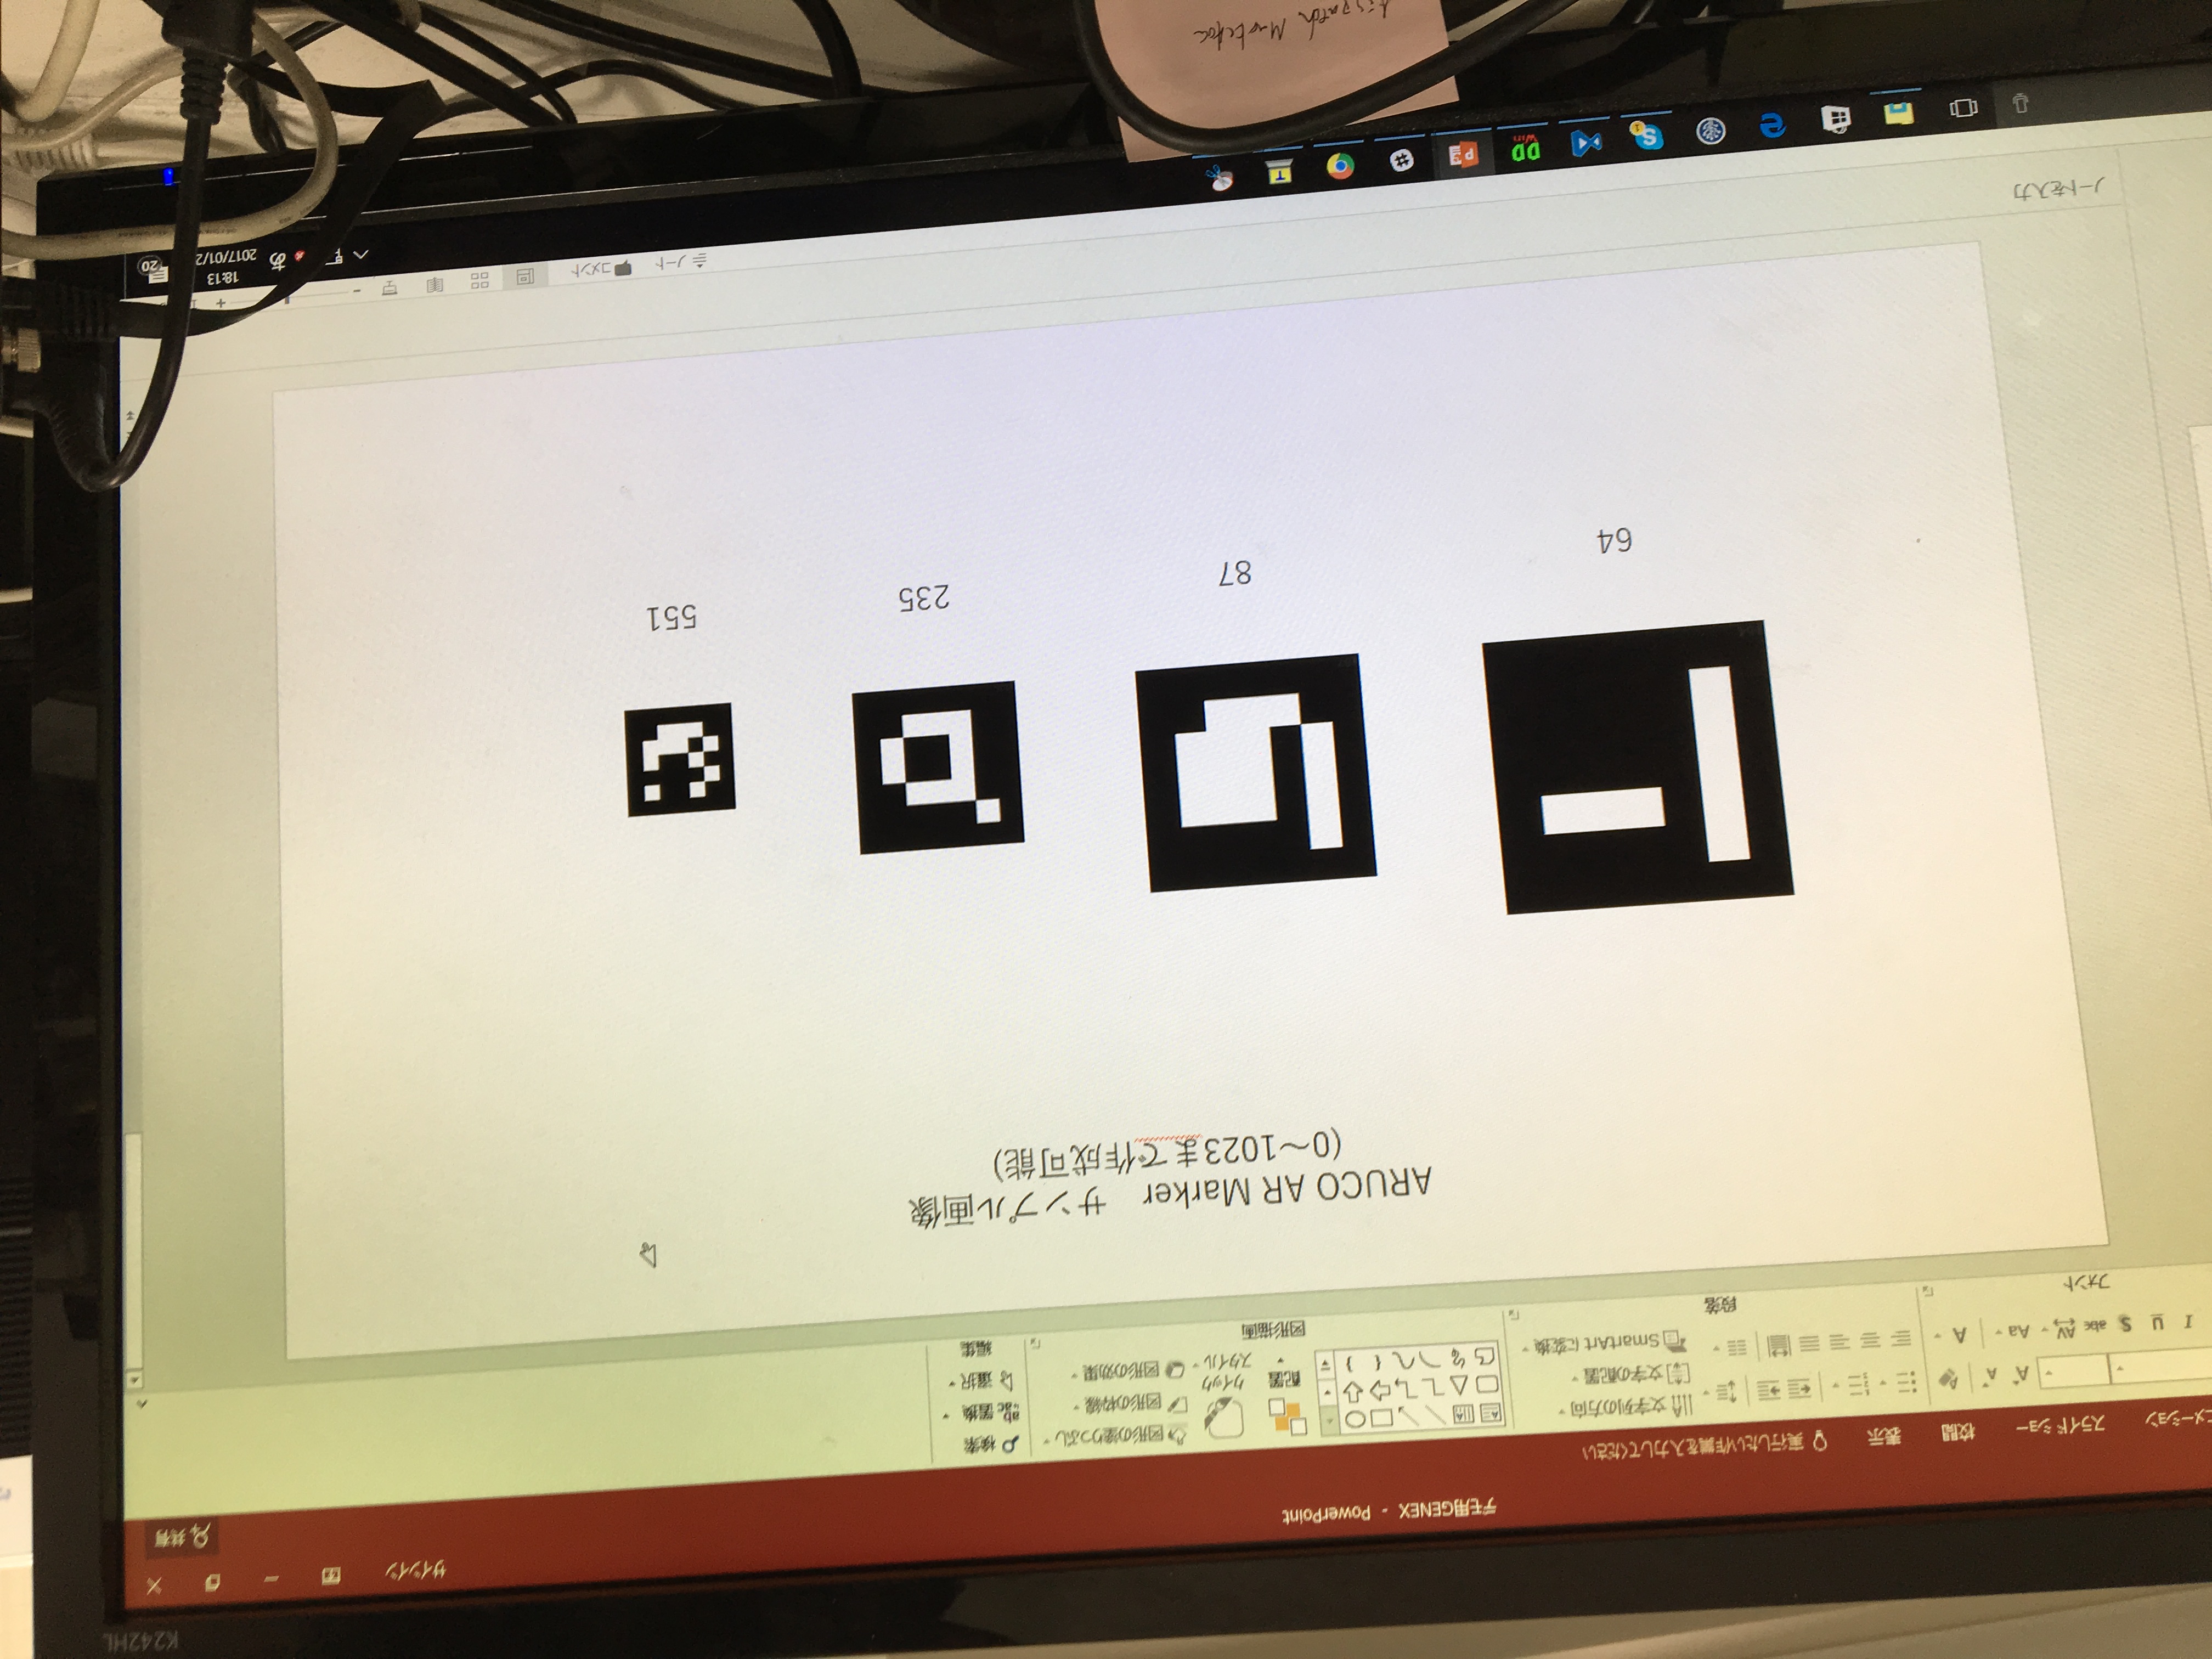 K242HL
デモ用GENEX - PowerPoint
サインイン
共有
ニメーション スライド ショー 校閲 表示 実行したい作業を入力してください
文字列の方向
文字の配置
SmartArt に変換
I U S abc AV Aa A
フォント
段落
配置
クイック
スタイル
図形の塗りつぶし
図形の枠線
図形の効果
図形描画
検索
置換
選択
編集
ARUCO AR Marker サンプル画像
(0~1023まで作成可能)
64
87
235
551
ノートを入力
ノート コメント
あ
18:13
2017/01/2
20
DD
Win